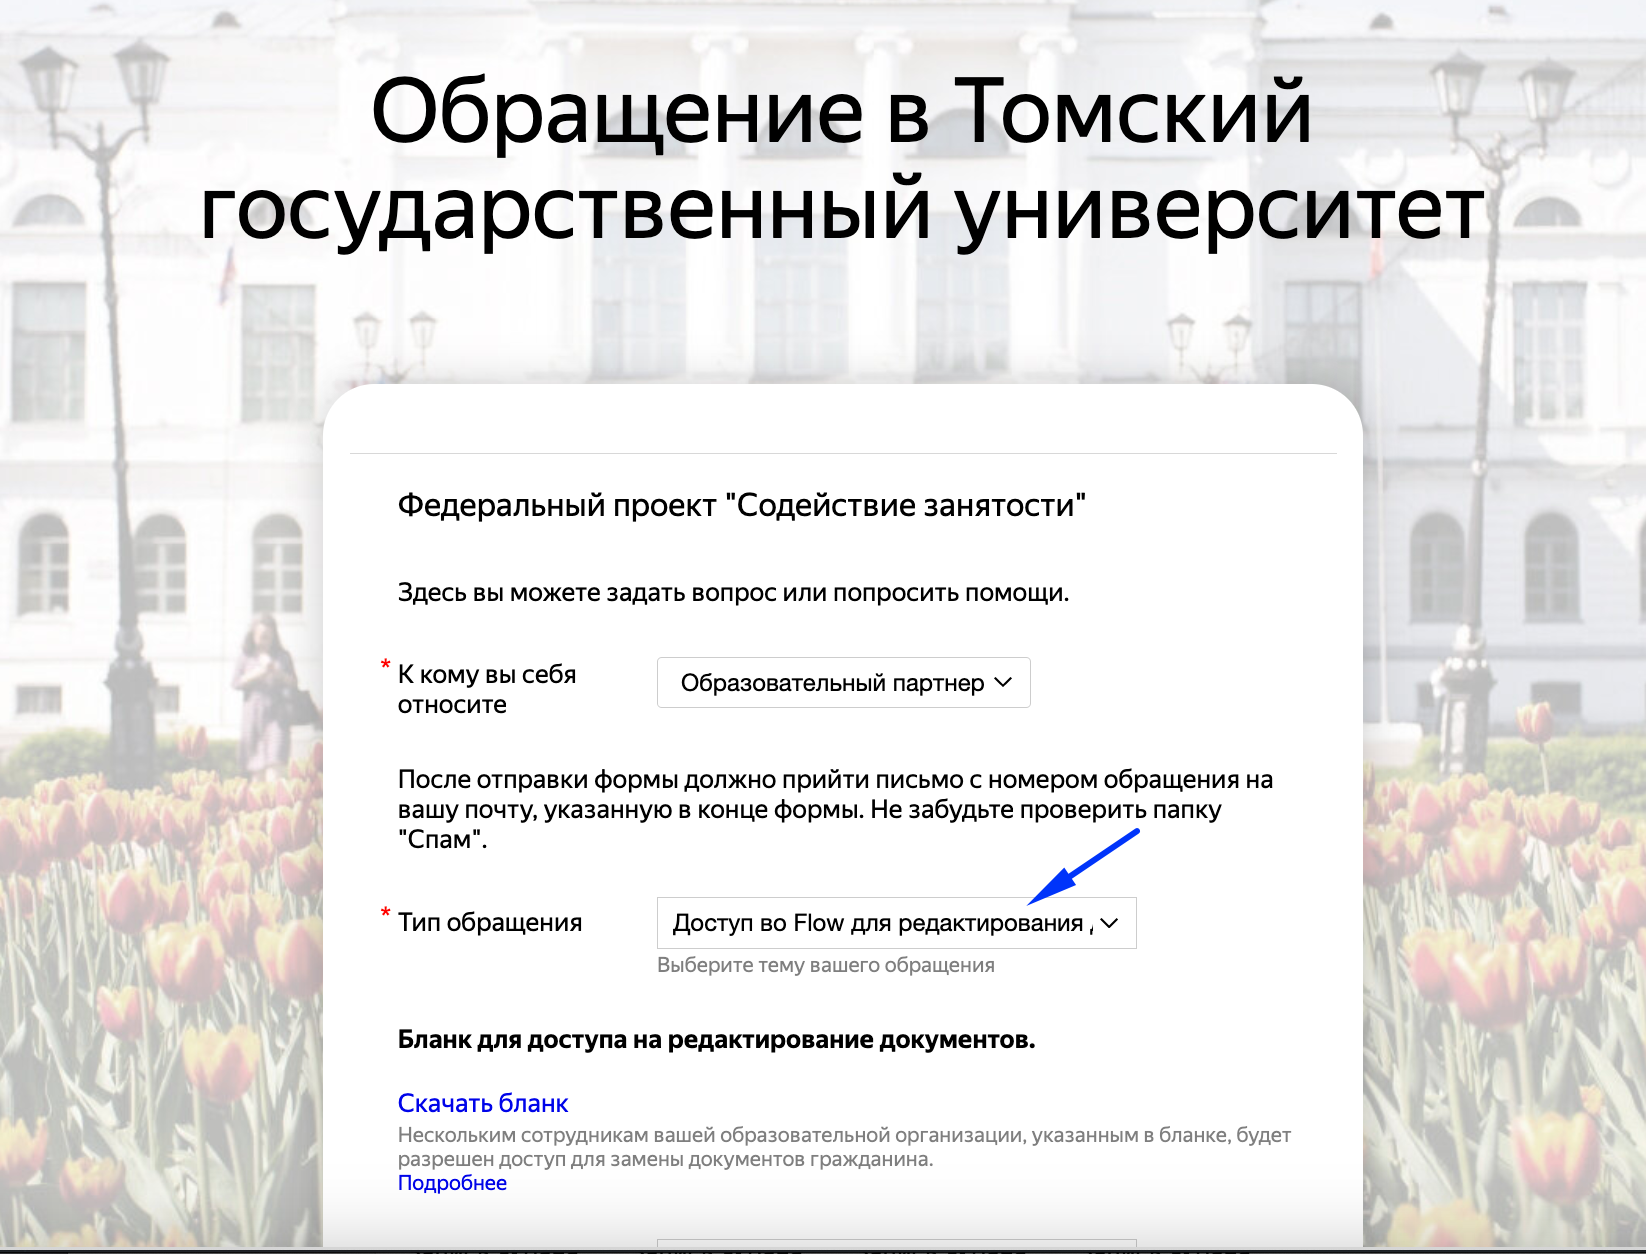 Обращение в Томский
государственный университет
Федеральный проект "Содействие занятости"
Здесь вы можете задать вопрос или попросить помощи.
* К кому вы себя
относите
Образовательный партнер
После отправки формы должно прийти письмо с номером обращения на
вашу почту, указанную в конце формы. Не забудьте проверить папку
"Спам".
* Тип обращения
Доступ во Flow для редактирования
Выберите тему вашего обращения
Бланк для доступа на редактирование документов.
Скачать бланк
Нескольким сотрудникам вашей образовательной организации, указанным в бланке, будет
разрешен доступ для замены документов гражданина.
Подробнее